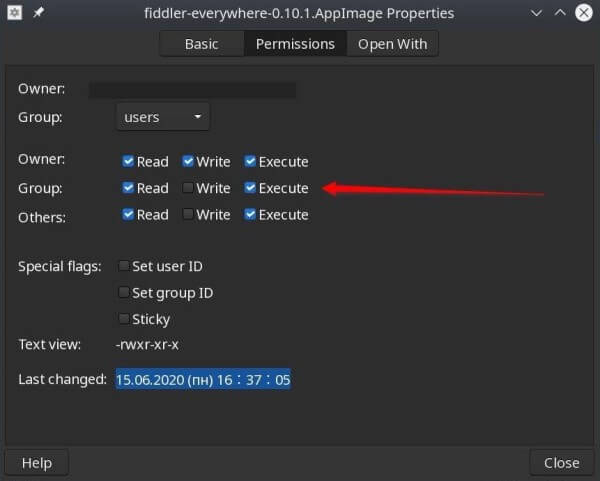 fiddler-everywhere-0.10.1.AppImage Properties
Basic Permissions Open With
Owner:
Group: users
Owner: Read Write Execute
Group: Read Write Execute
Others: Read Write Execute
Special flags: Set user ID
Set group ID
Sticky
Text view: -rwxr-xr-x
Last changed: 15.06.2020 (пн) 16:37:05
Help Close